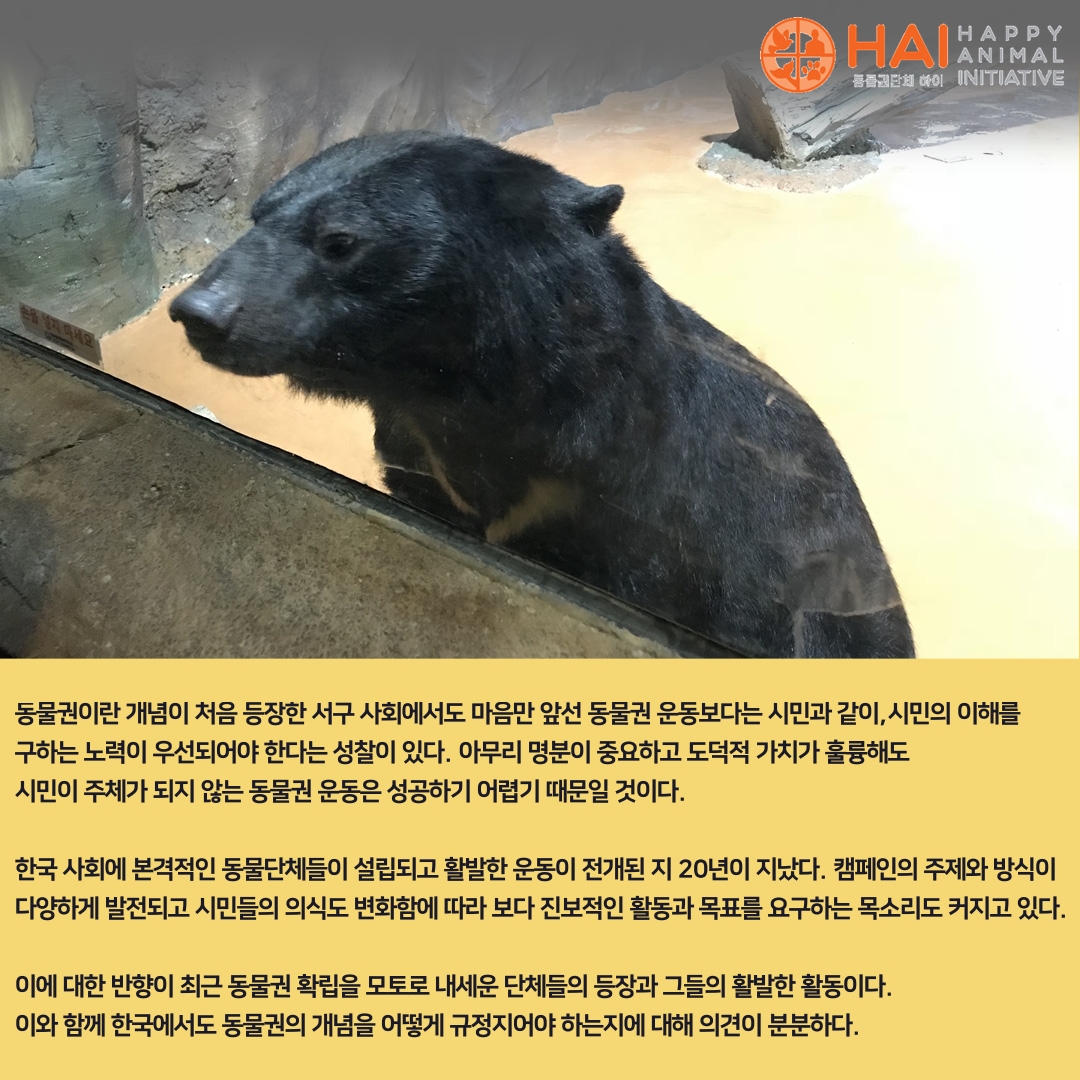 HAI HAPPY
ANIMAL
INITIATIVE
동물권단체 하이
손을 넣지 마세요
동물권이란 개념이 처음 등장한 서구 사회에서도 마음만 앞선 동물권 운동보다는 시민과 같이,시민의 이해를
구하는 노력이 우선되어야 한다는 성찰이 있다. 아무리 명분이 중요하고 도덕적 가치가 훌륭해도
시민이 주체가 되지 않는 동물권 운동은 성공하기 어렵기 때문일 것이다.
한국 사회에 본격적인 동물단체들이 설립되고 활발한 운동이 전개된 지 20년이 지났다. 캠페인의 주제와 방식이
다양하게 발전되고 시민들의 의식도 변화함에 따라 보다 진보적인 활동과 목표를 요구하는 목소리도 커지고 있다.
이에 대한 반향이 최근 동물권 확립을 모토로 내세운 단체들의 등장과 그들의 활발한 활동이다.
이와 함께 한국에서도 동물권의 개념을 어떻게 규정지어야 하는지에 대해 의견이 분분하다.